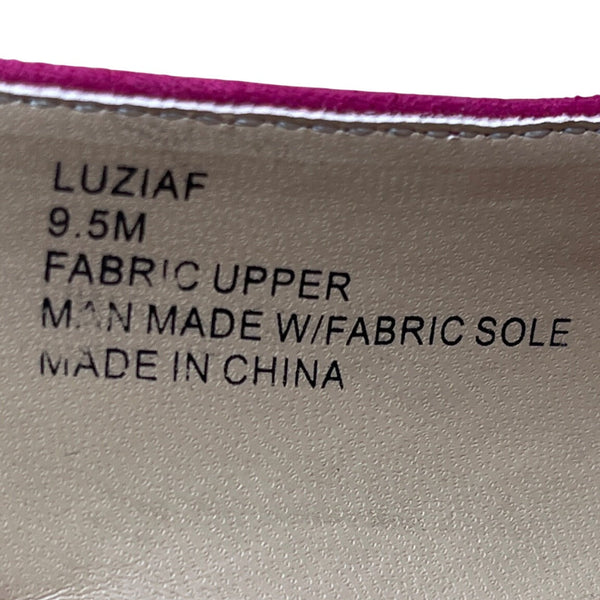 LUZIAF
9.5M
FABRIC UPPER
MAN MADE W/FABRIC SOLE
MADE IN CHINA